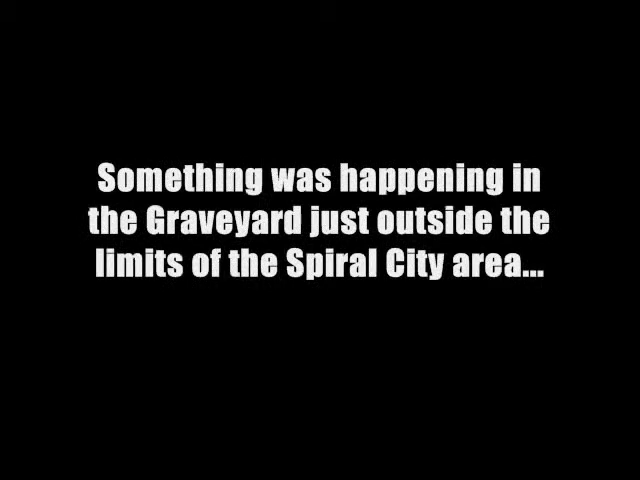 Something was happening in
the Graveyard just outside the
limits of the Spiral City area...